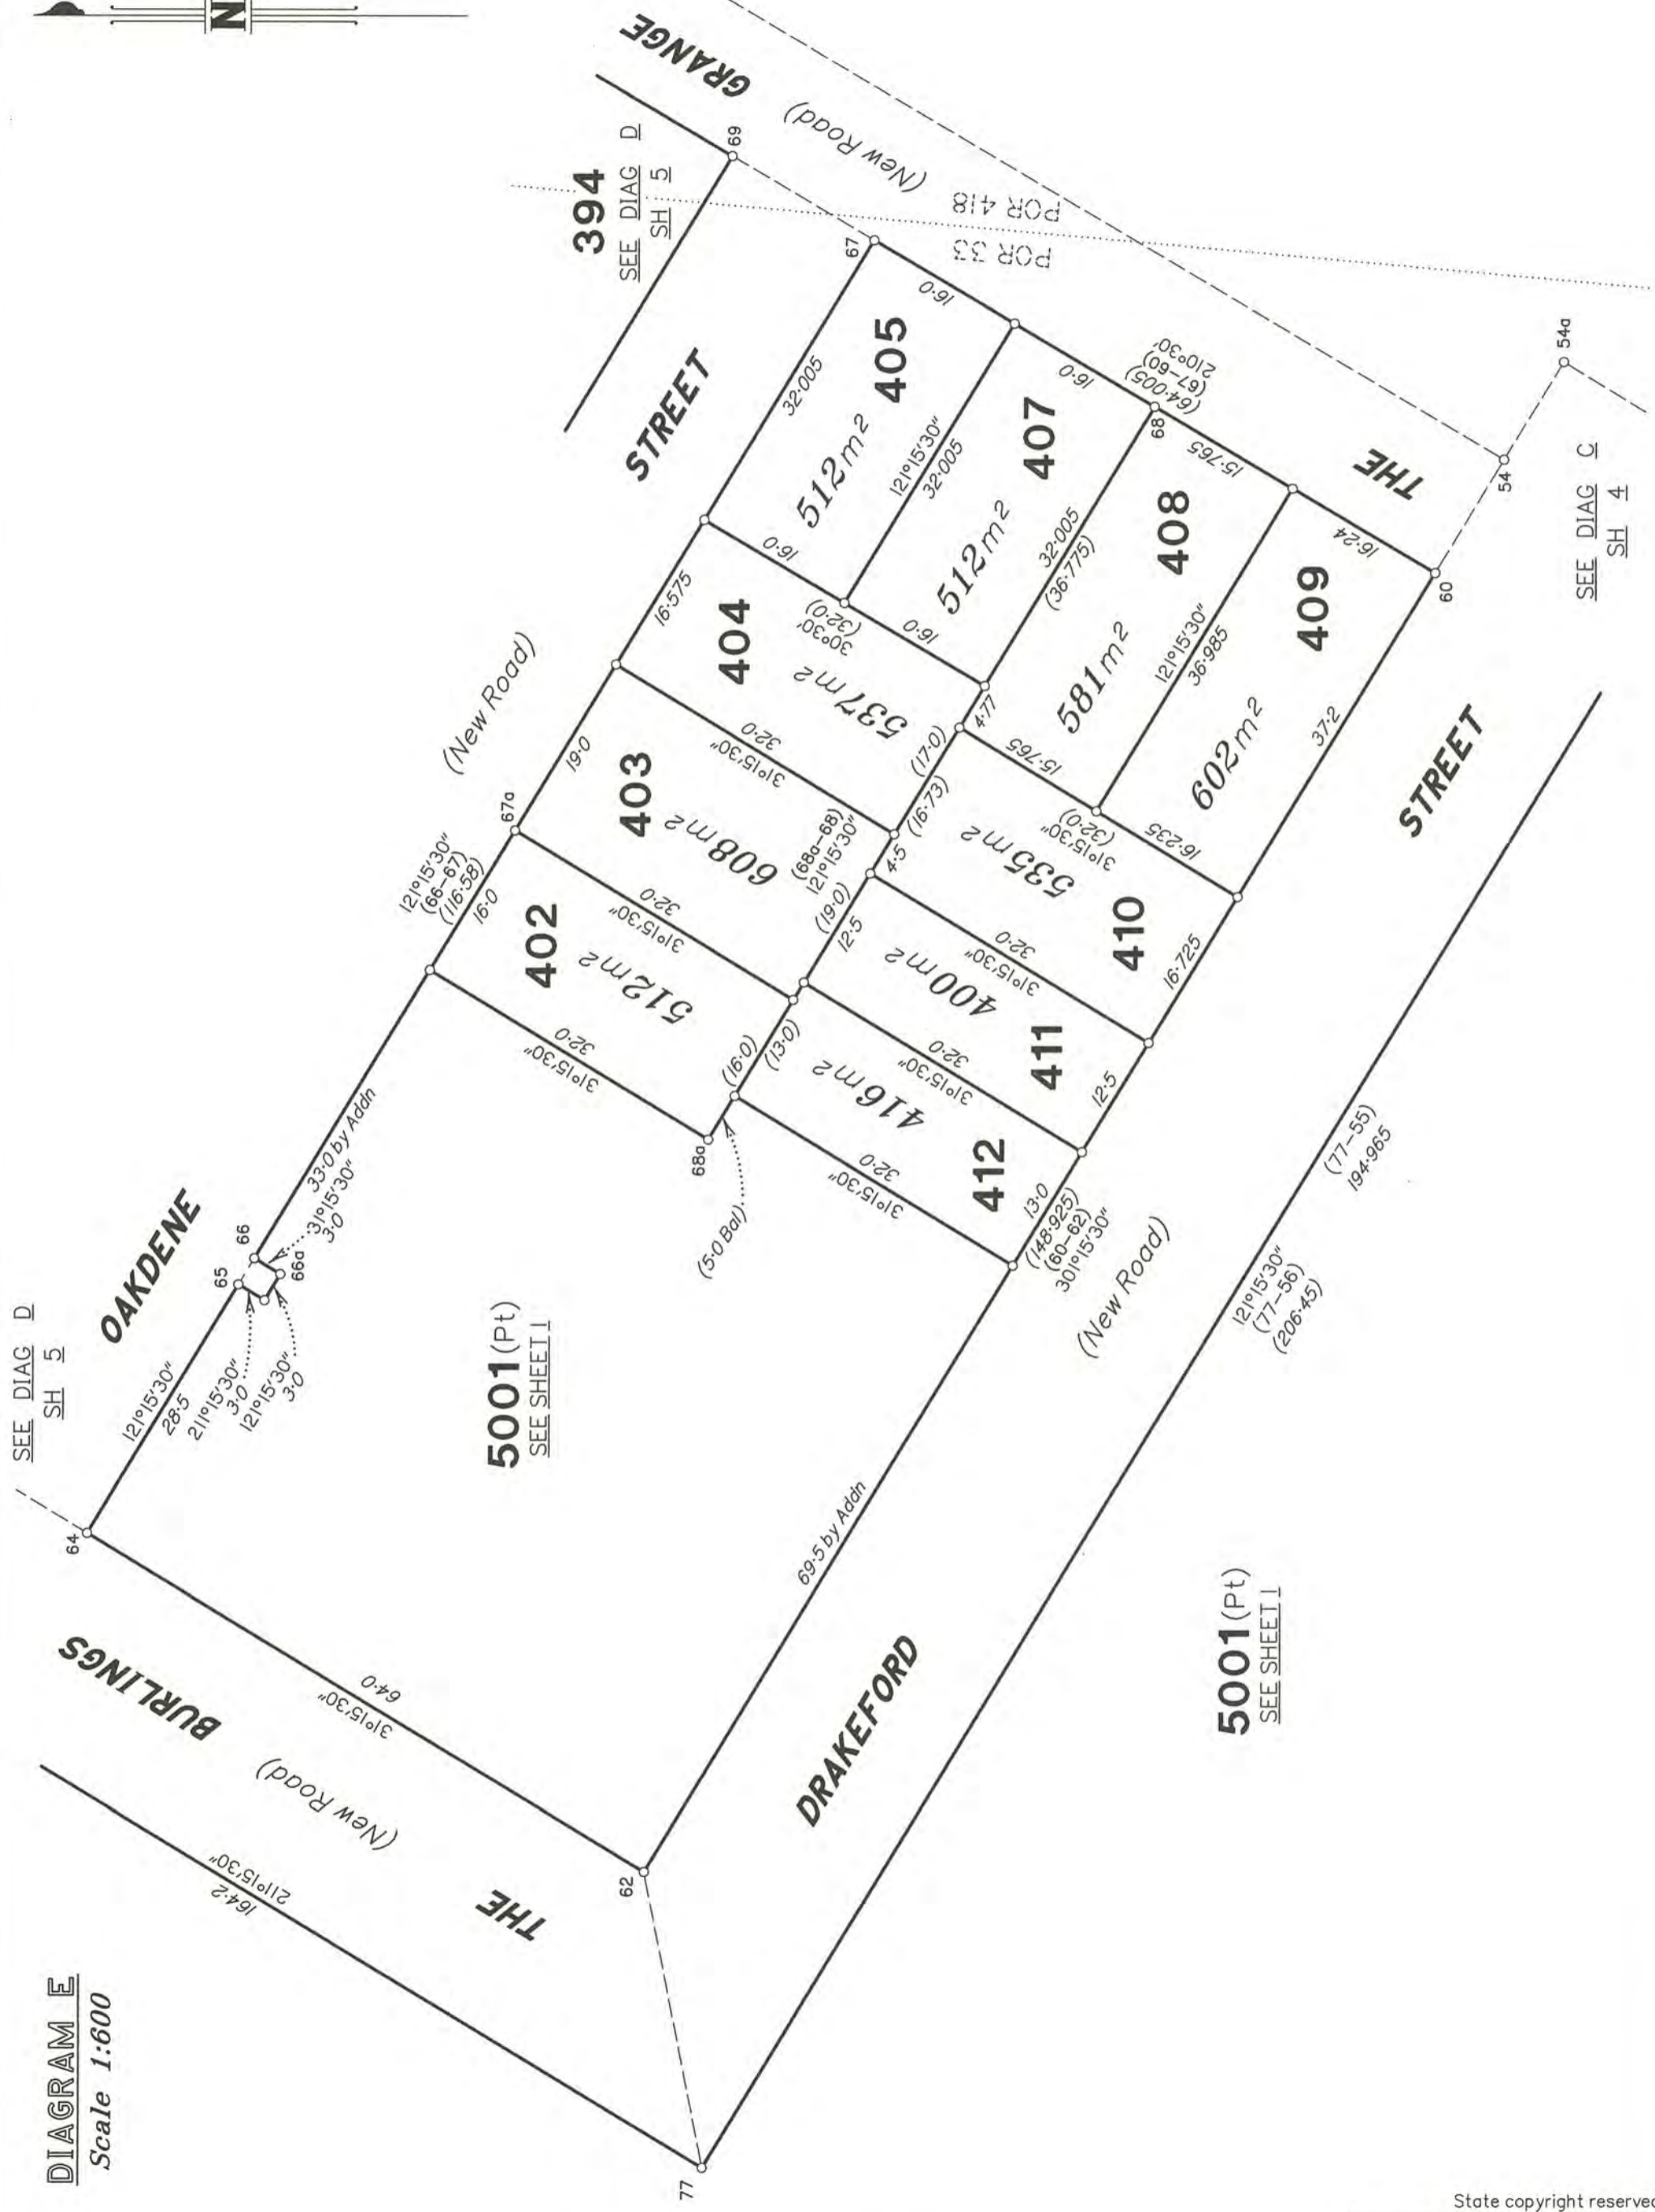 DIAGRAM E
Scale 1:600
N
SEE DIAG D
SH 5
394
SEE DIAG D
SH 5
THE BURLINGS
(New Road)
211°15'30"
164·2
31°15'30"
64·0
77
62
64
121°15'30"
28·5
211°15'30"
3·0
121°15'30"
3·0
65
66
66a
31°15'30"
3·0
33·0 by Addn
OAKDENE STREET
(New Road)
121°15'30"
(66–67)
(116·58)
16·0
67a
19·0
16·575
32·005
67
69
THE GRANGE
(New Road)
POR 418
POR 33
5001(Pt)
SEE SHEET 1
31°15'30"
32·0
402
512m²
31°15'30"
32·0
403
608m²
31°15'30"
32·0
404
537m²
30°30'
(32·0)
16·0
16·0
405
512m²
16·0
121°15'30"
32·005
407
512m²
16·0
32·005
(36·775)
68
(64·005)
(67–60)
210°30'
68a
(5·0 Bal)
(16·0)
(13·0)
(19·0)
12·5
4·5
(68a–68)
121°15'30"
(16·73)
(17·0)
4·77
31°15'30"
32·0
412
416m²
31°15'30"
32·0
411
400m²
31°15'30"
32·0
410
535m²
31°15'30"
(32·0)
15·765
16·235
408
581m²
15·765
121°15'30"
36·985
409
602m²
16·24
37·2
60
54
54a
SEE DIAG C
SH 4
69·5 by Addn
13·0
(148·925)
(60–62)
301°15'30"
12·5
16·725
DRAKEFORD STREET
(New Road)
121°15'30"
(77–56)
(206·45)
(77–55)
194·965
5001(Pt)
SEE SHEET 1
State copyright reserved